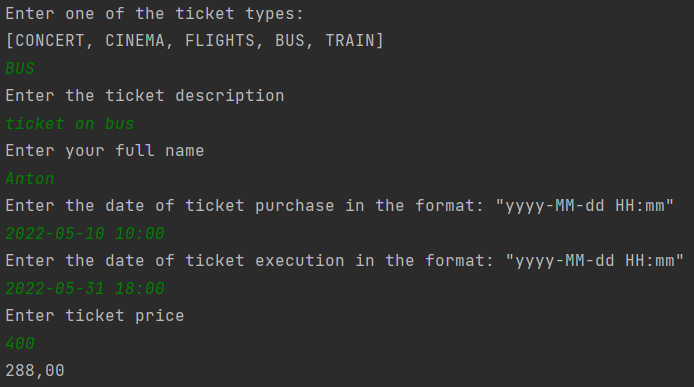 Enter one of the ticket types:
[CONCERT, CINEMA, FLIGHTS, BUS, TRAIN]
BUS
Enter the ticket description
ticket on bus
Enter your full name
Anton
Enter the date of ticket purchase in the format: "yyyy-MM-dd HH:mm"
2022-05-10 10:00
Enter the date of ticket execution in the format: "yyyy-MM-dd HH:mm"
2022-05-31 18:00
Enter ticket price
400
288,00